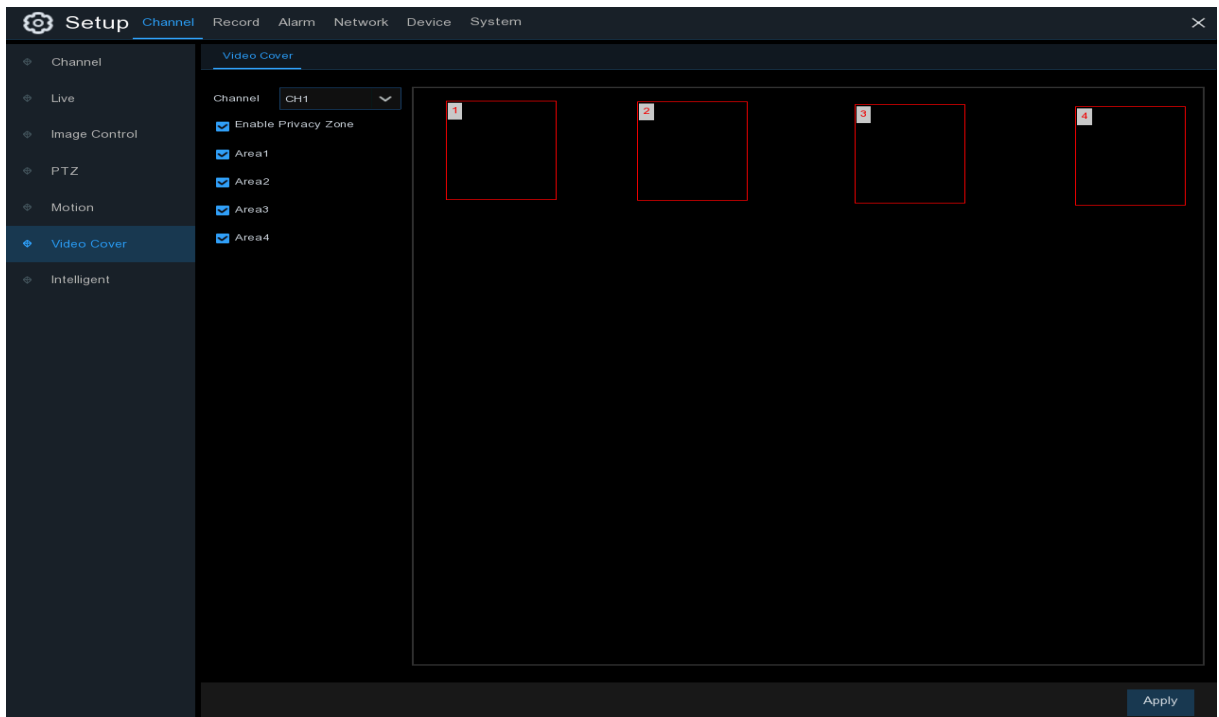 Setup Channel Record Alarm Network Device System
Channel
Live
Image Control
PTZ
Motion
Video Cover
Intelligent
Video Cover
Channel CH1
Enable Privacy Zone
Area1
Area2
Area3
Area4
1 2 3 4
Apply